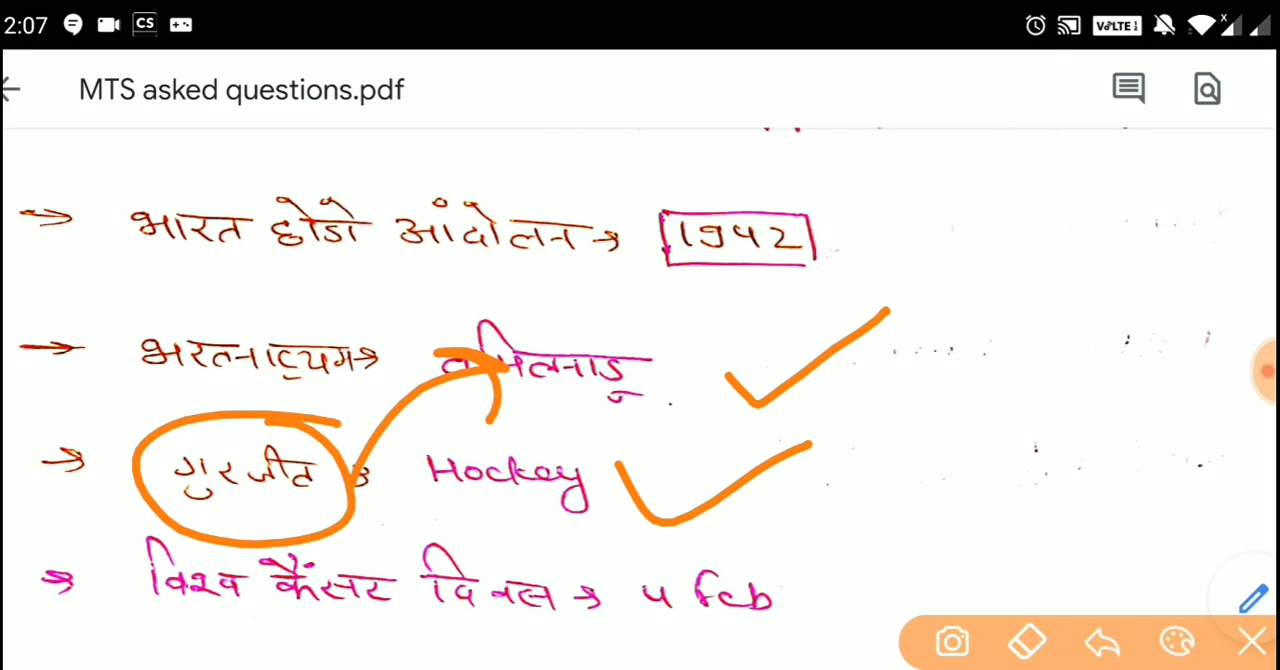 2:07 CS VoLTE
MTS asked questions.pdf
→ भारत छोडो आंदोलन → 1942
→ भरतनाट्यम → तमिलनाडू
→ गुरजीत → Hockey
→ विश्व कैंसर दिवस → 4 feb